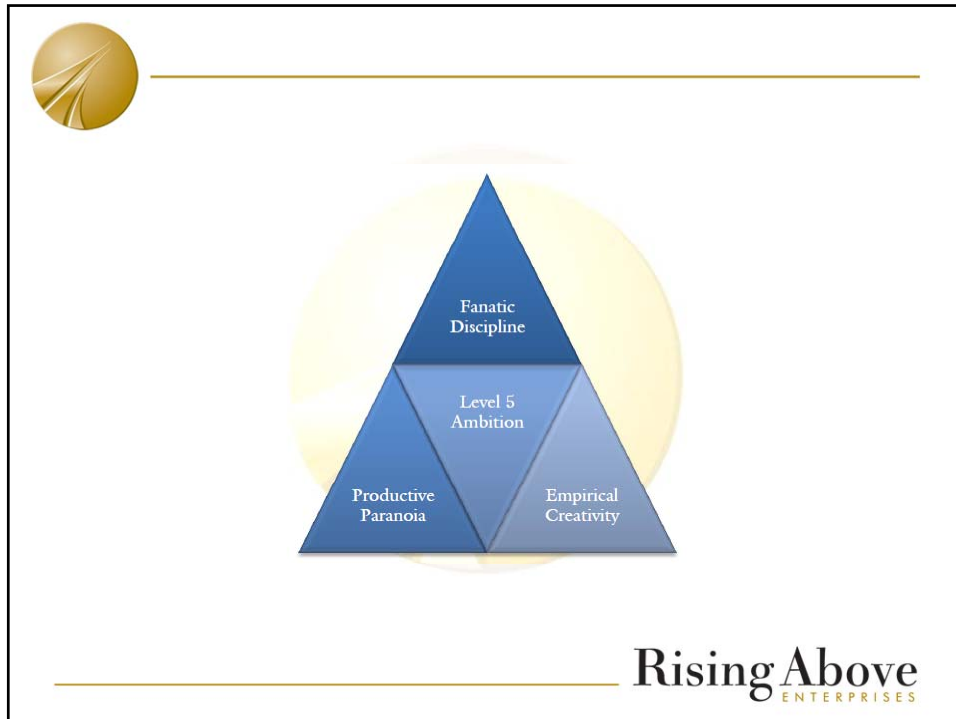 Fanatic
Discipline
Level 5
Ambition
Productive
Paranoia
Empirical
Creativity
Rising Above
ENTERPRISES